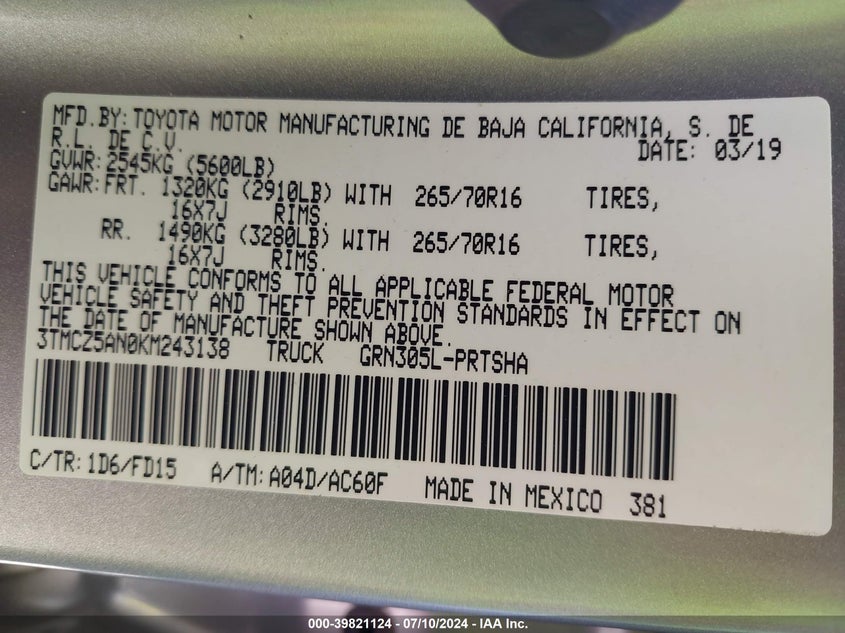 MFD.BY: TOYOTA MOTOR MANUFACTURING DE BAJA CALIFORNIA, S. DE
R.L. DE C.V. DATE: 03/19
GVWR: 2545KG (5600LB)
GAWR: FRT. 1320KG (2910LB) WITH 265/70R16 TIRES,
16X7J RIMS.
RR. 1490KG (3280LB) WITH 265/70R16 TIRES,
16X7J RIMS.
THIS VEHICLE CONFORMS TO ALL APPLICABLE FEDERAL MOTOR
VEHICLE SAFETY AND THEFT PREVENTION STANDARDS IN EFFECT ON
THE DATE OF MANUFACTURE SHOWN ABOVE.
3TMCZ5AN0KM243138 TRUCK GRN305L-PRTSHA
C/TR: 1D6/FD15 A/TM: A04D/AC60F MADE IN MEXICO 381
000-39821124 - 07/10/2024 - IAA Inc.